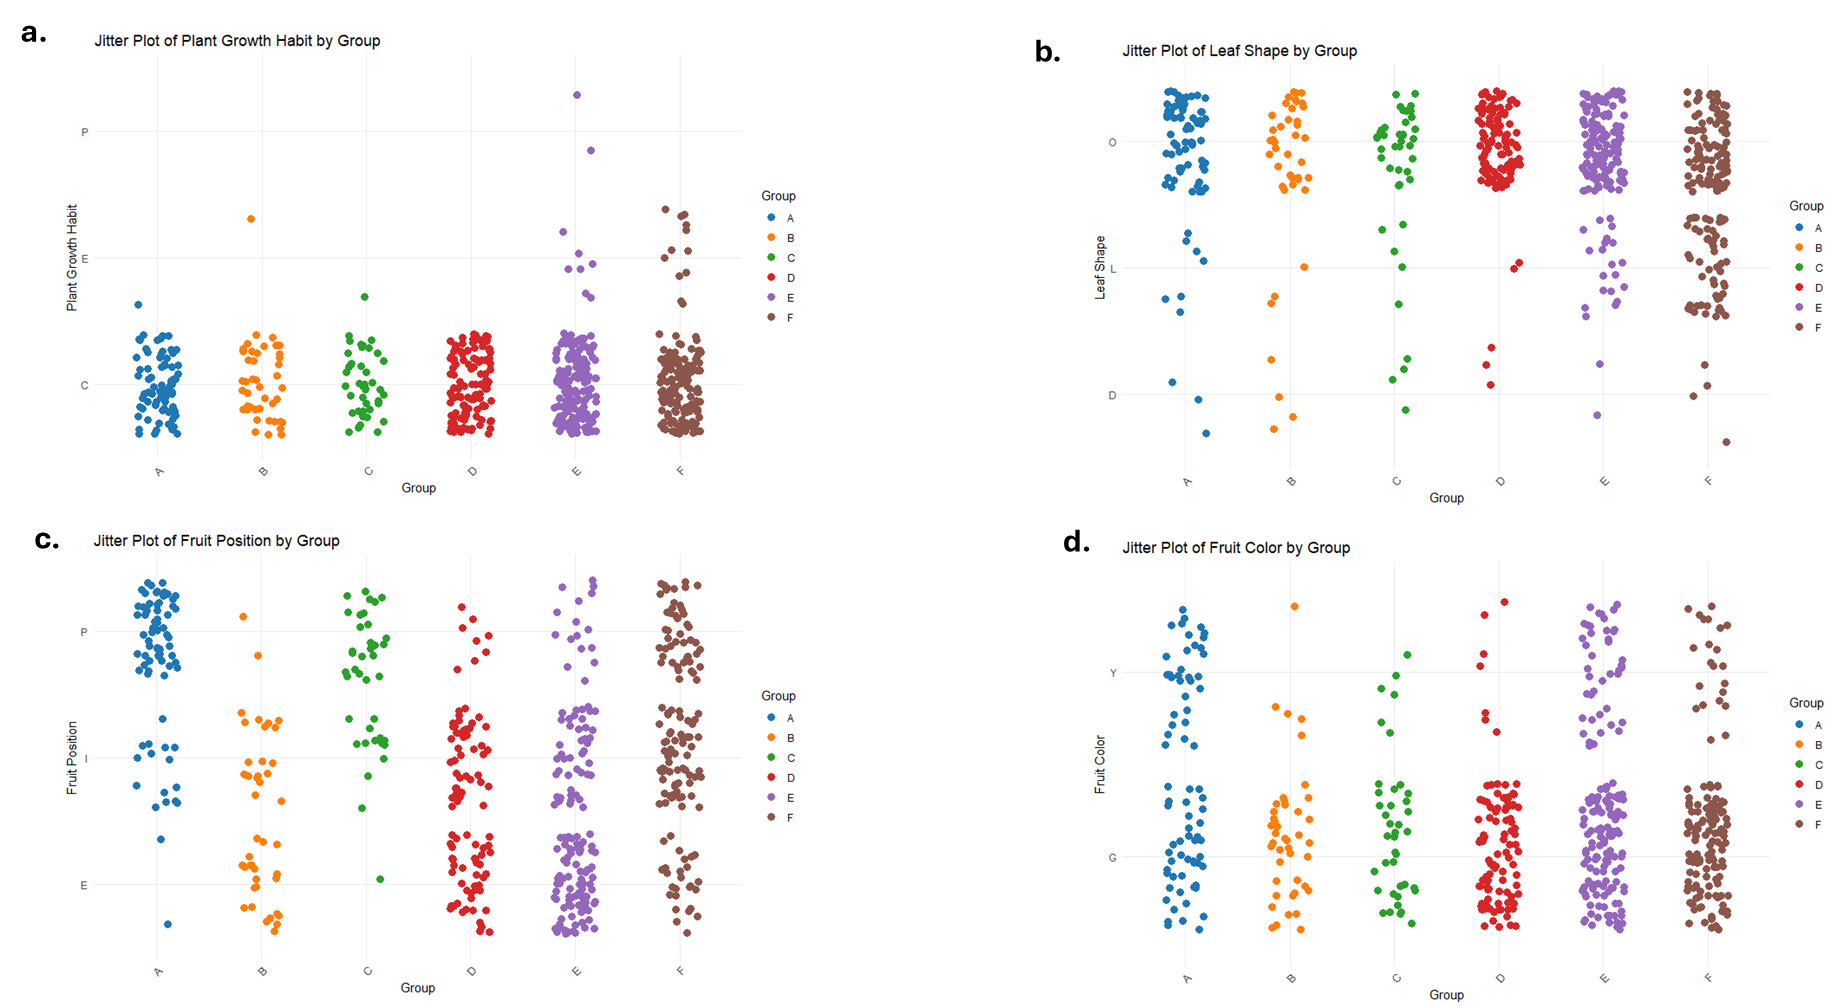 a.
Jitter Plot of Plant Growth Habit by Group
Plant Growth Habit
P
E
C
A
B
C
D
E
F
Group
Group
A
B
C
D
E
F
b.
Jitter Plot of Leaf Shape by Group
Leaf Shape
O
L
D
A
B
C
D
E
F
Group
Group
A
B
C
D
E
F
c.
Jitter Plot of Fruit Position by Group
Fruit Position
P
I
E
A
B
C
D
E
F
Group
Group
A
B
C
D
E
F
d.
Jitter Plot of Fruit Color by Group
Fruit Color
Y
G
A
B
C
D
E
F
Group
Group
A
B
C
D
E
F